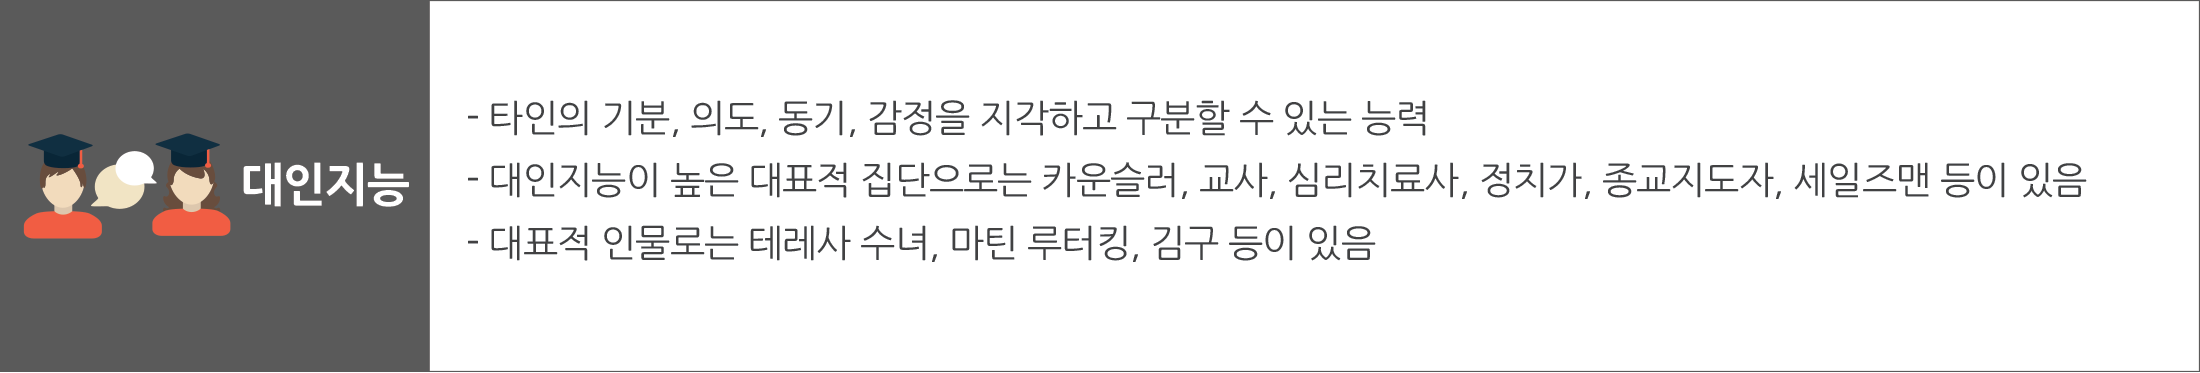 대인지능
- 타인의 기분, 의도, 동기, 감정을 지각하고 구분할 수 있는 능력
- 대인지능이 높은 대표적 집단으로는 카운슬러, 교사, 심리치료사, 정치가, 종교지도자, 세일즈맨 등이 있음
- 대표적 인물로는 테레사 수녀, 마틴 루터킹, 김구 등이 있음